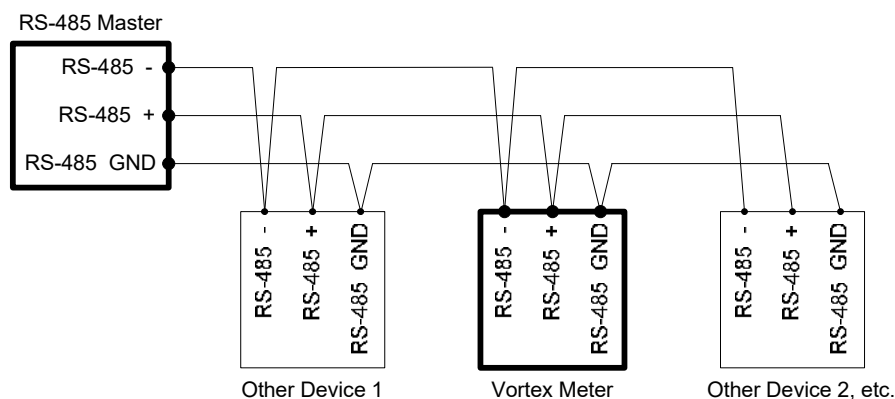 RS-485 Master
RS-485 -
RS-485 +
RS-485 GND
RS-485 -
RS-485 +
RS-485 GND
Other Device 1
RS-485 -
RS-485 +
RS-485 GND
Vortex Meter
RS-485 -
RS-485 +
RS-485 GND
Other Device 2, etc.